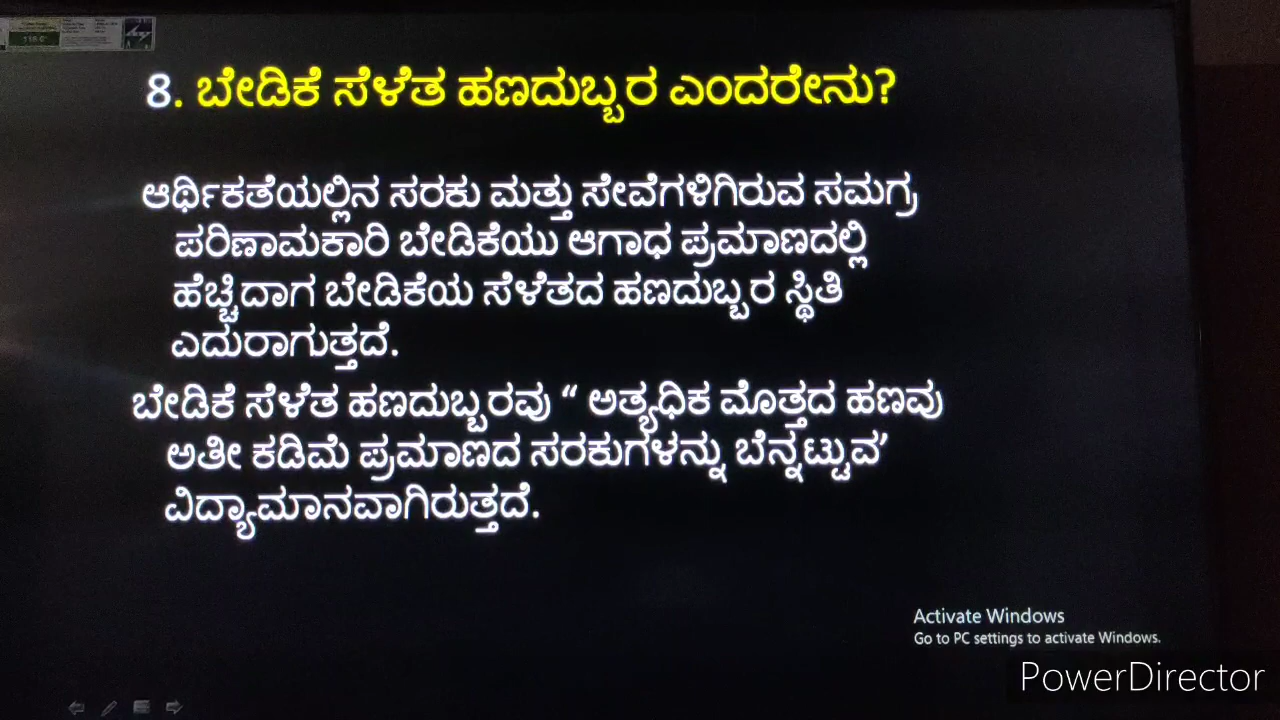 8. ಬೇಡಿಕೆ ಸೆಳೆತ ಹಣದುಬ್ಬರ ಎಂದರೇನು?
ಆರ್ಥಿಕತೆಯಲ್ಲಿನ ಸರಕು ಮತ್ತು ಸೇವೆಗಳಿಗಿರುವ ಸಮಗ್ರ
ಪರಿಣಾಮಕಾರಿ ಬೇಡಿಕೆಯು ಆಗಾಧ ಪ್ರಮಾಣದಲ್ಲಿ
ಹೆಚ್ಚಿದಾಗ ಬೇಡಿಕೆಯ ಸೆಳೆತದ ಹಣದುಬ್ಬರ ಸ್ಥಿತಿ
ಎದುರಾಗುತ್ತದೆ.
ಬೇಡಿಕೆ ಸೆಳೆತ ಹಣದುಬ್ಬರವು “ ಅತ್ಯಧಿಕ ಮೊತ್ತದ ಹಣವು
ಅತೀ ಕಡಿಮೆ ಪ್ರಮಾಣದ ಸರಕುಗಳನ್ನು ಬೆನ್ನಟ್ಟುವ’
ವಿದ್ಯಾಮಾನವಾಗಿರುತ್ತದೆ.
Activate Windows
Go to PC settings to activate Windows.
PowerDirector